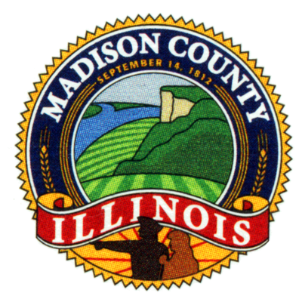 MADISON COUNTY
SEPTEMBER 14, 1812
ILLINOIS